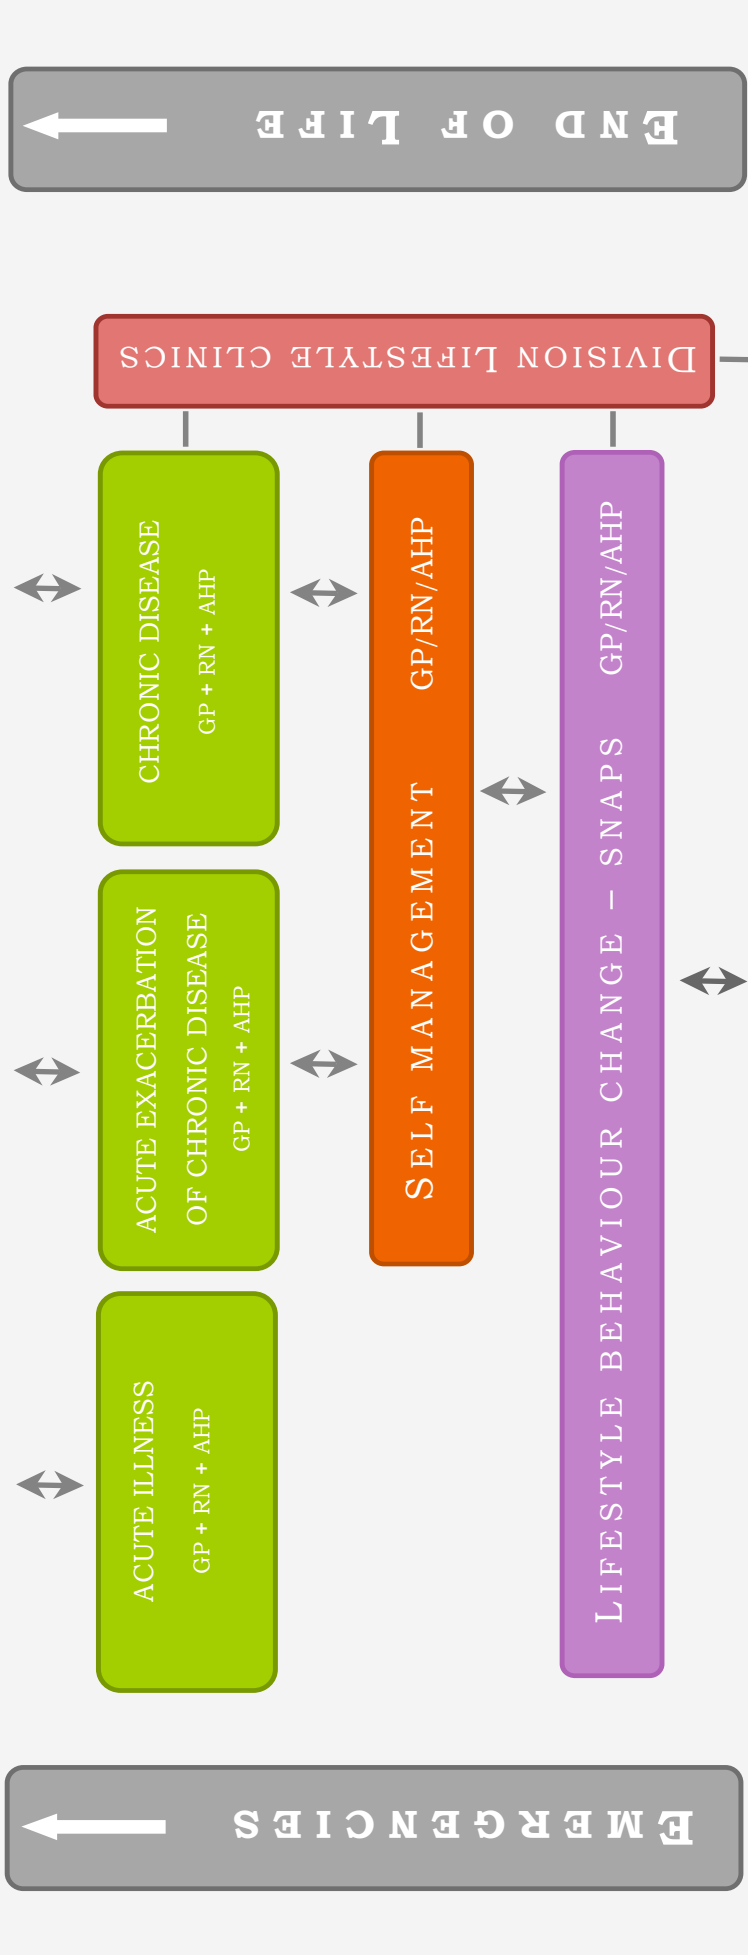 EMERGENCIES
ACUTE ILLNESS
GP + RN + AHP
ACUTE EXACERBATION
OF CHRONIC DISEASE
GP + RN + AHP
CHRONIC DISEASE
GP + RN + AHP
SELF MANAGEMENT GP/RN/AHP
LIFESTYLE BEHAVIOUR CHANGE – SNAPS GP/RN/AHP
DIVISION LIFESTYLE CLINICS
END OF LIFE